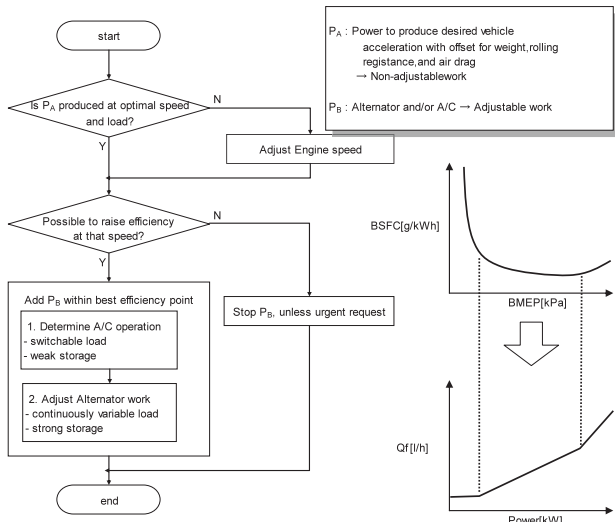 start
P_A : Power to produce desired vehicle
acceleration with offset for weight,rolling
registance,and air drag
→ Non-adjustablework
P_B : Alternator and/or A/C → Adjustable work
Is P_A produced at optimal speed
and load?
N
Y
Adjust Engine speed
Possible to raise efficiency
at that speed?
N
Y
Add P_B within best efficiency point
1. Determine A/C operation
- switchable load
- weak storage
2. Adjust Alternator work
- continuously variable load
- strong storage
Stop P_B, unless urgent request
end
BSFC[g/kWh]
BMEP[kPa]
Qf[l/h]
Power[kW]